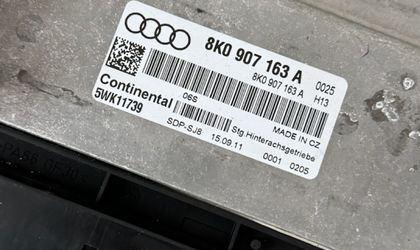 8K0 907 163 A 0025
8K0 907 163 A H13
06S
Continental
5WK11739
MADE IN CZ
SDP-SJ8 Stg.Hinterachsgetriebe
15.09.11 0001 0205